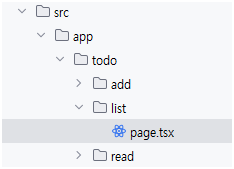 src
app
todo
add
list
page.tsx
read